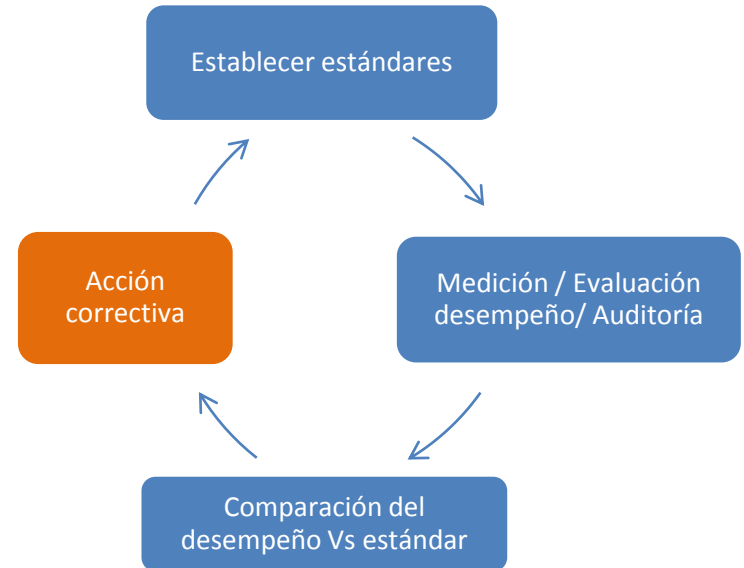 Establecer estándares
Medición / Evaluación
desempeño/ Auditoría
Comparación del
desempeño Vs estándar
Acción
correctiva